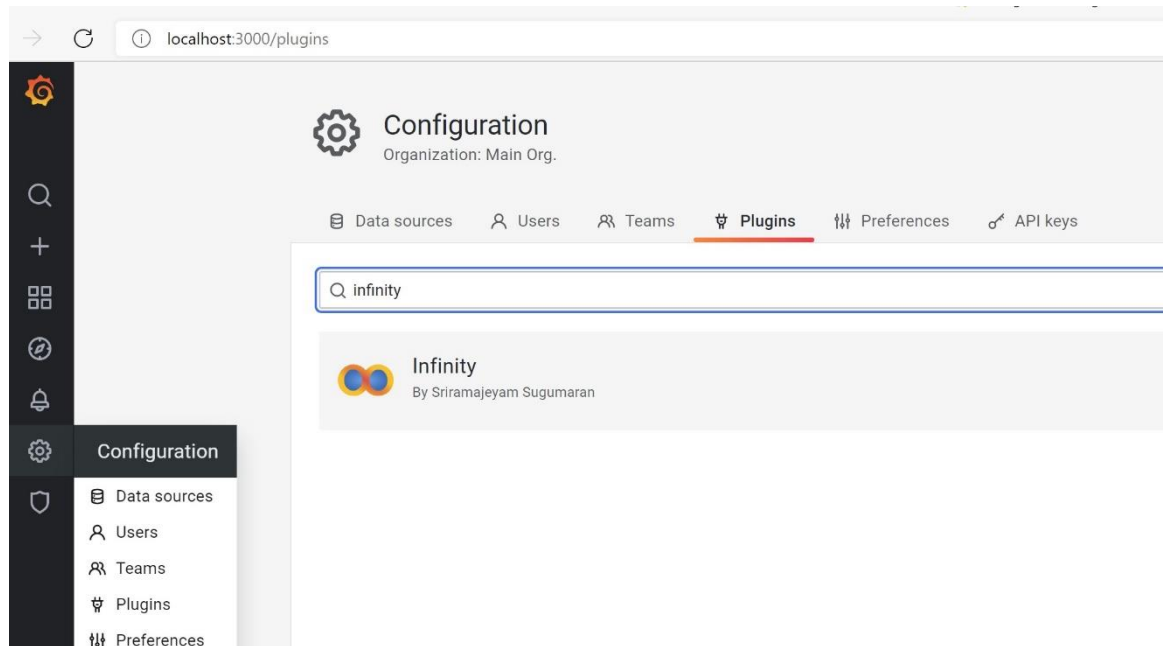 localhost:3000/plugins
Configuration
Organization: Main Org.
Data sources Users Teams Plugins Preferences API keys
infinity
Infinity
By Sriramajeyam Sugumaran
Configuration
Data sources
Users
Teams
Plugins
Preferences